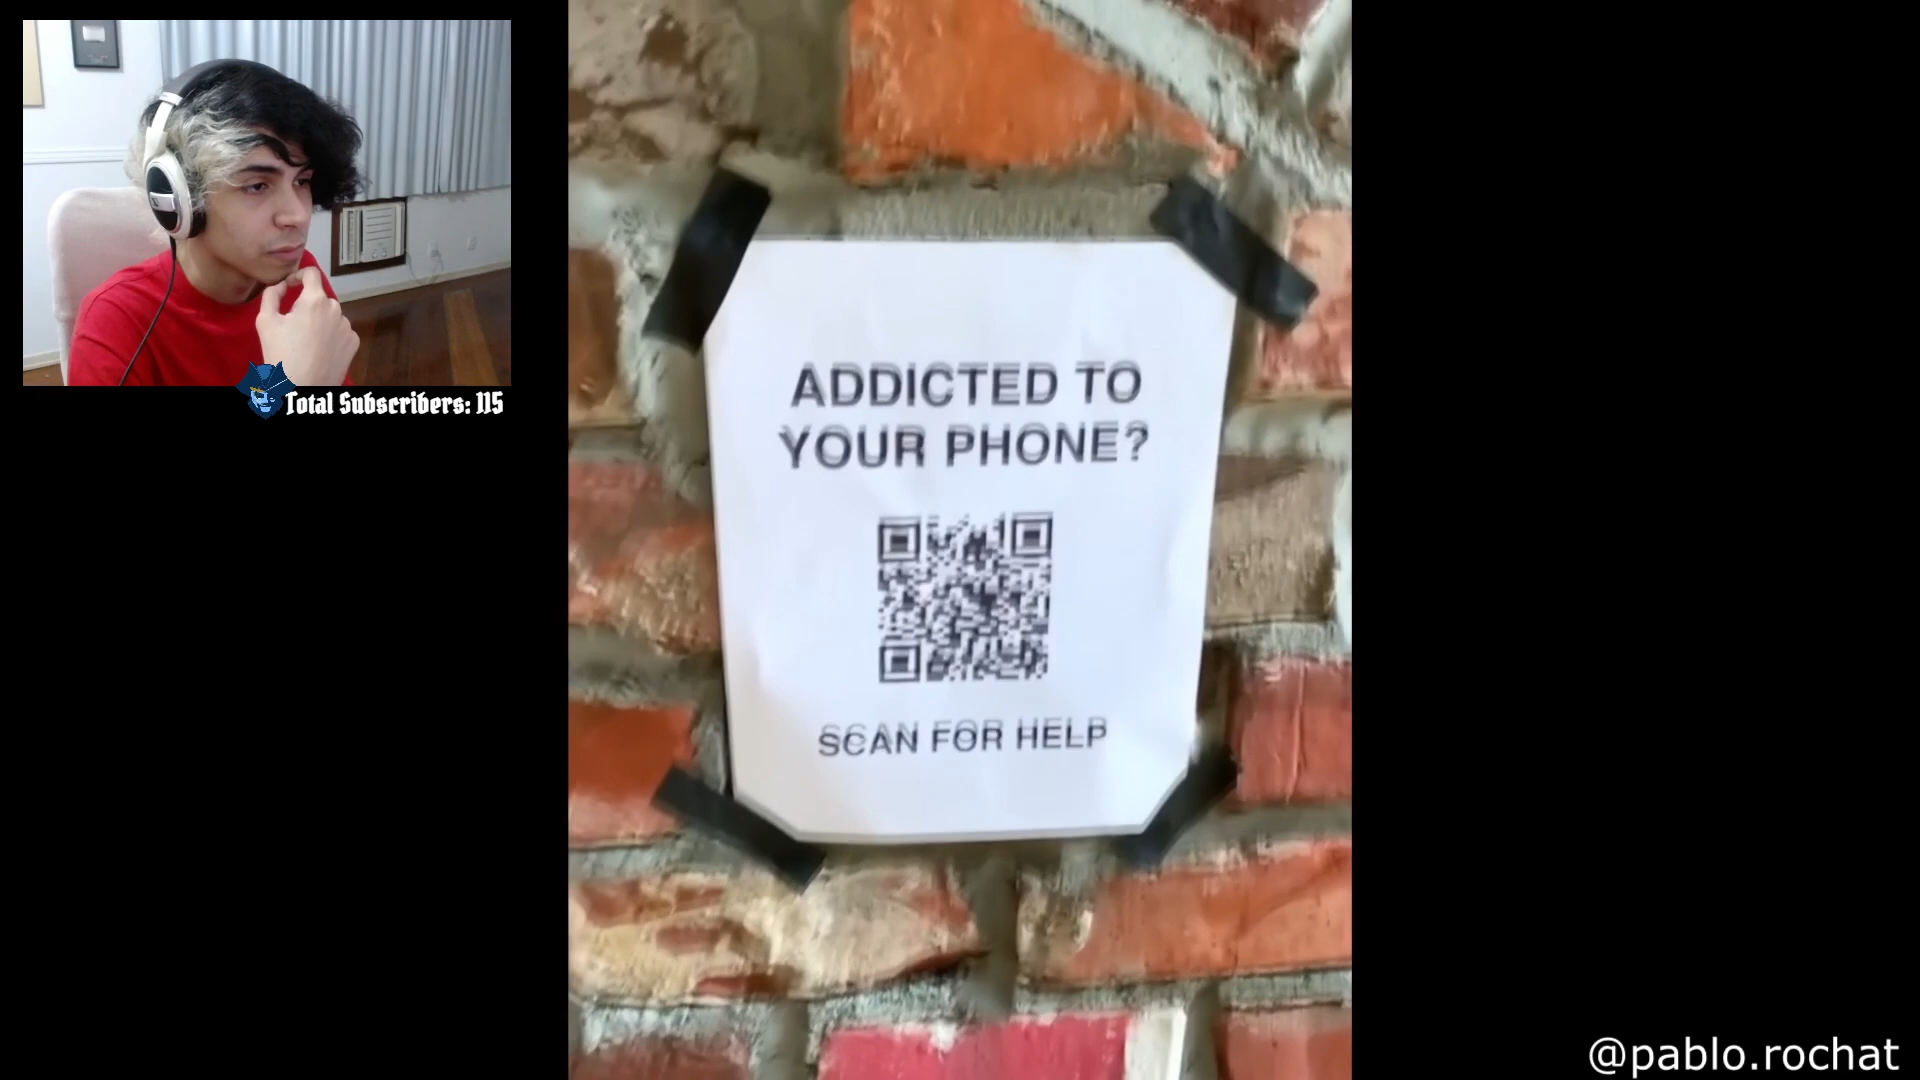 Total Subscribers: 115
ADDICTED TO
YOUR PHONE?
SCAN FOR HELP
@pablo.rochat